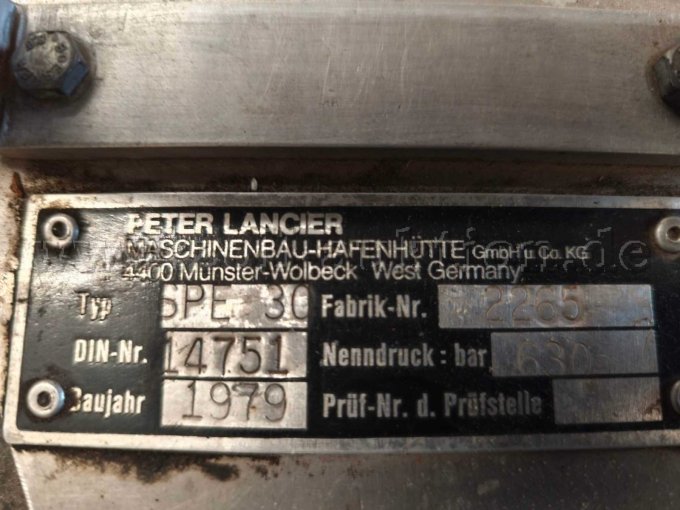 PETER LANCIER
MASCHINENBAU-HAFENHÜTTE GmbH u. Co. KG
4400 Münster-Wolbeck West Germany
Typ SPE 30 Fabrik-Nr. 2265
DIN-Nr. 14751 Nenndruck: bar 630
Baujahr 1979 Prüf-Nr. d. Prüfstelle